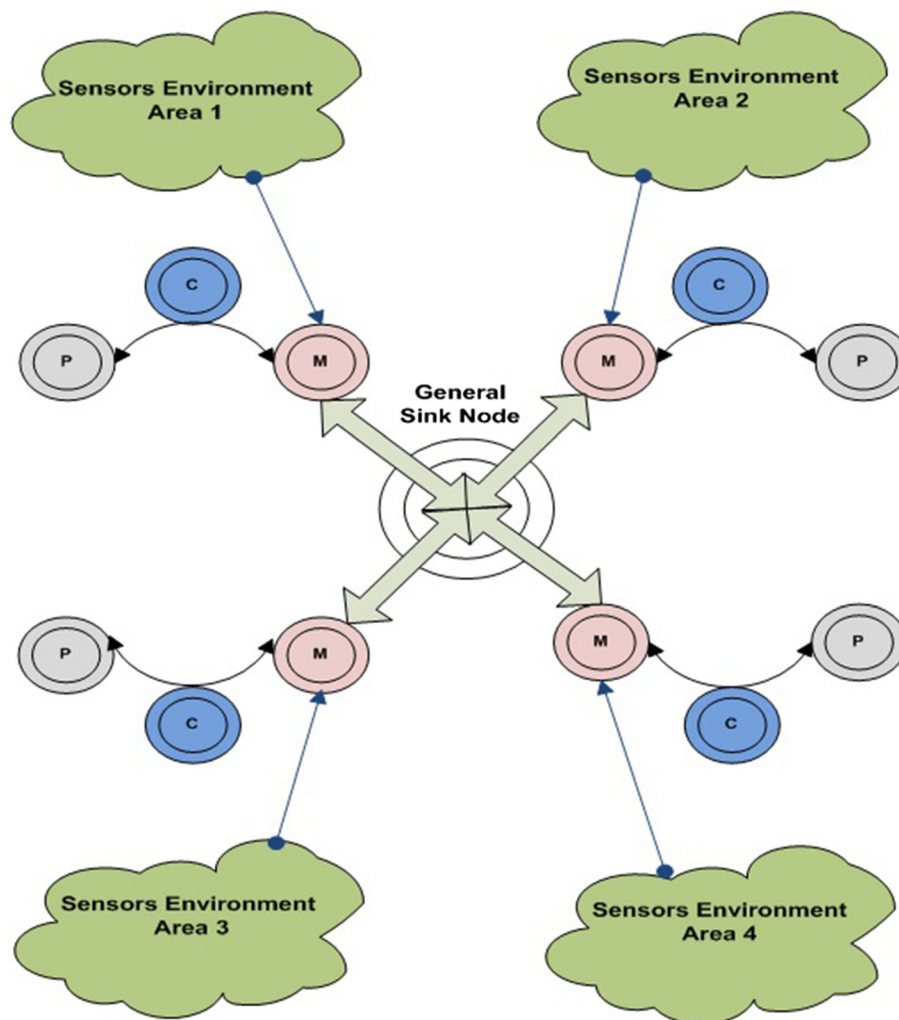 Sensors Environment
Area 1
Sensors Environment
Area 2
C
C
P
M
M
P
General
Sink Node
P
M
M
P
C
C
Sensors Environment
Area 3
Sensors Environment
Area 4